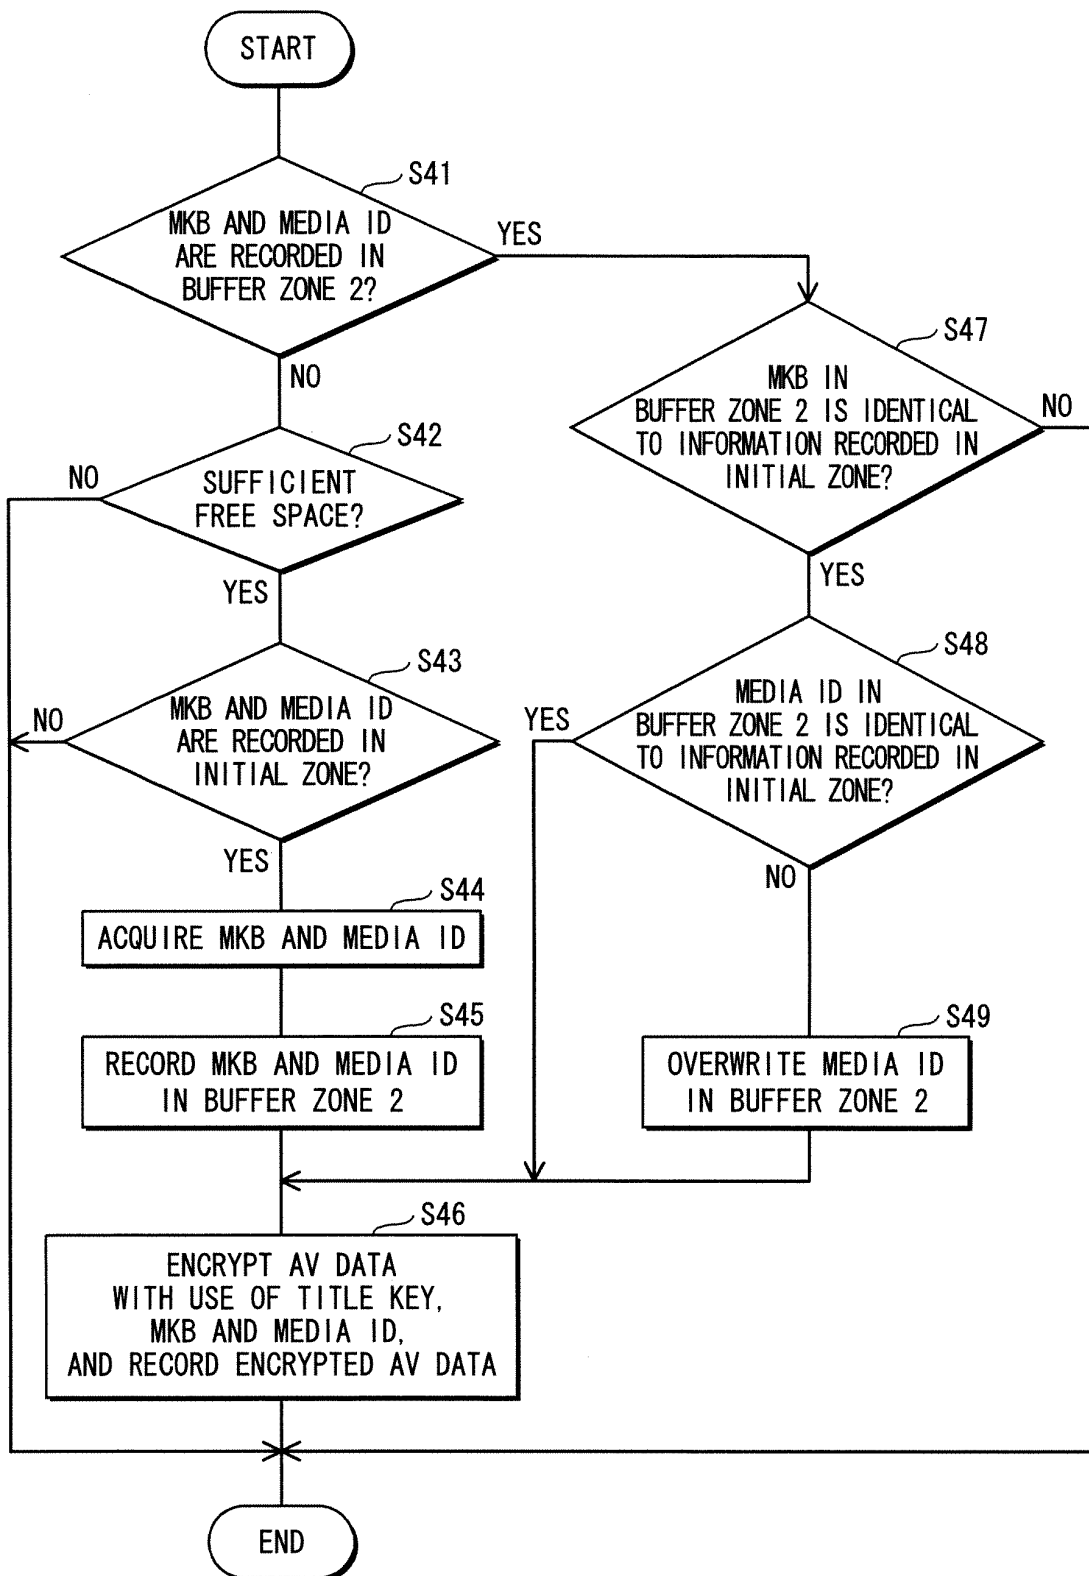 START
S41
MKB AND MEDIA ID
ARE RECORDED IN
BUFFER ZONE 2?
YES
NO
S42
SUFFICIENT
FREE SPACE?
NO
YES
S43
MKB AND MEDIA ID
ARE RECORDED IN
INITIAL ZONE?
NO
YES
S44
ACQUIRE MKB AND MEDIA ID
S45
RECORD MKB AND MEDIA ID
IN BUFFER ZONE 2
S46
ENCRYPT AV DATA
WITH USE OF TITLE KEY,
MKB AND MEDIA ID,
AND RECORD ENCRYPTED AV DATA
S47
MKB IN
BUFFER ZONE 2 IS IDENTICAL
TO INFORMATION RECORDED IN
INITIAL ZONE?
NO
YES
S48
MEDIA ID IN
BUFFER ZONE 2 IS IDENTICAL
TO INFORMATION RECORDED IN
INITIAL ZONE?
YES
NO
S49
OVERWRITE MEDIA ID
IN BUFFER ZONE 2
END